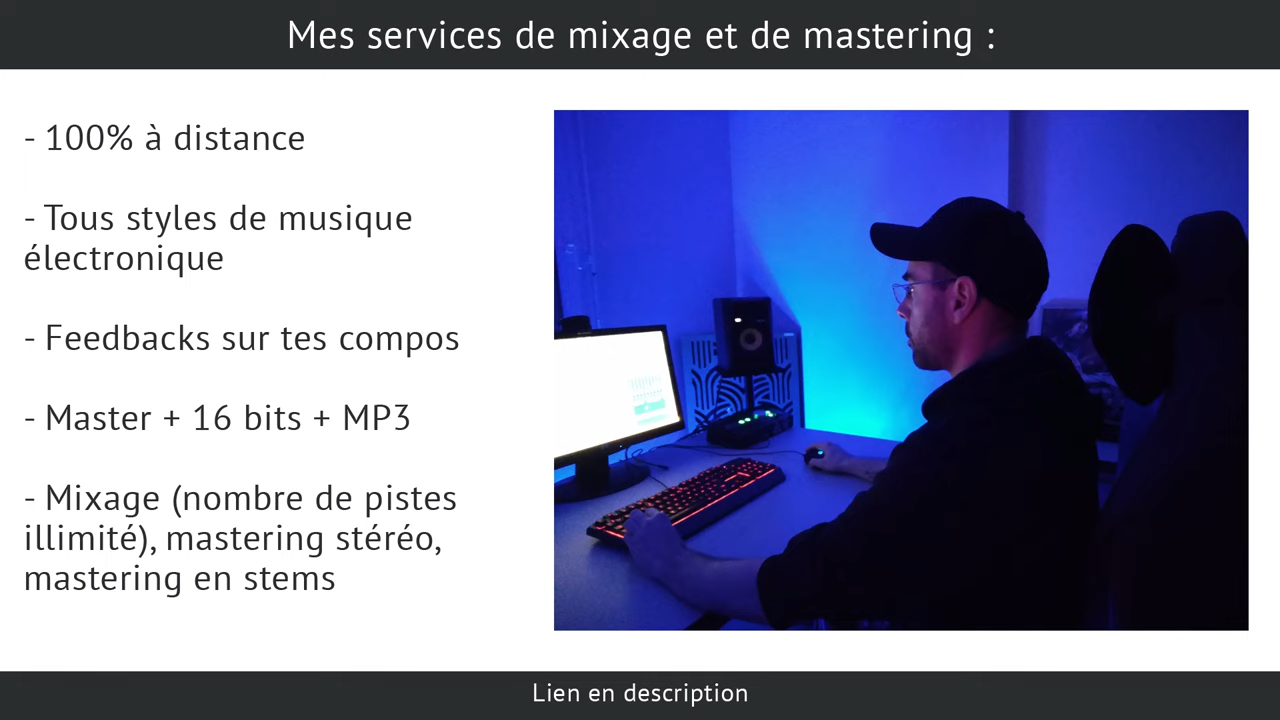 Mes services de mixage et de mastering :
- 100% à distance
- Tous styles de musique
électronique
- Feedbacks sur tes compos
- Master + 16 bits + MP3
- Mixage (nombre de pistes
illimité), mastering stéréo,
mastering en stems
Lien en description